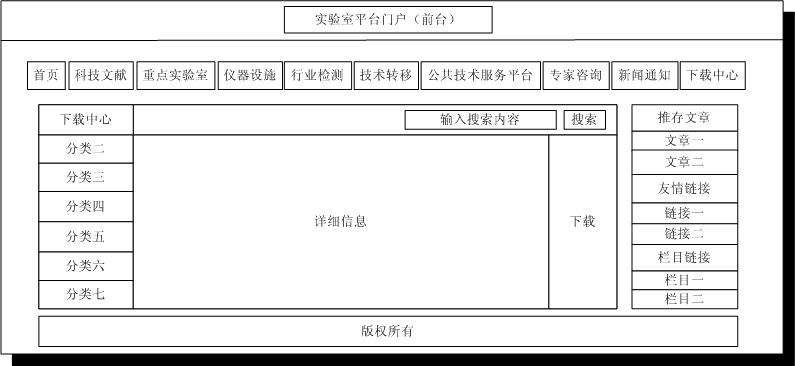 实验室平台门户（前台）
首页 科技文献 重点实验室 仪器设施 行业检测 技术转移 公共技术服务平台 专家咨询 新闻通知 下载中心
下载中心 输入搜索内容 搜索
分类二
分类三
分类四
分类五
分类六
分类七
详细信息
下载
推存文章
文章一
文章二
友情链接
链接一
链接二
栏目链接
栏目一
栏目二
版权所有